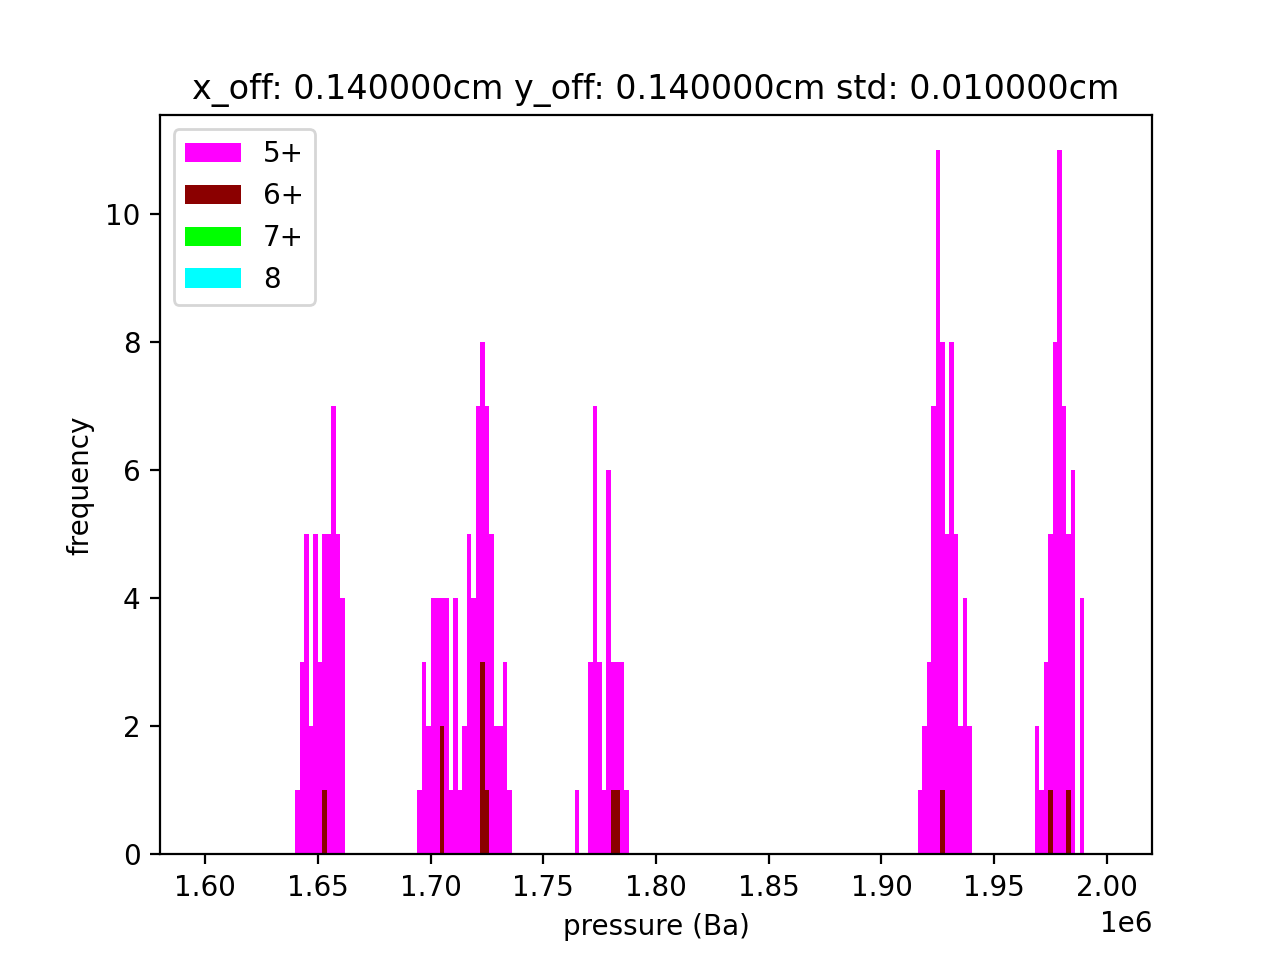 x_off: 0.140000cm y_off: 0.140000cm std: 0.010000cm
5+
6+
7+
8
10
8
6
4
2
0
frequency
1.60 1.65 1.70 1.75 1.80 1.85 1.90 1.95 2.00
pressure (Ba)
1e6